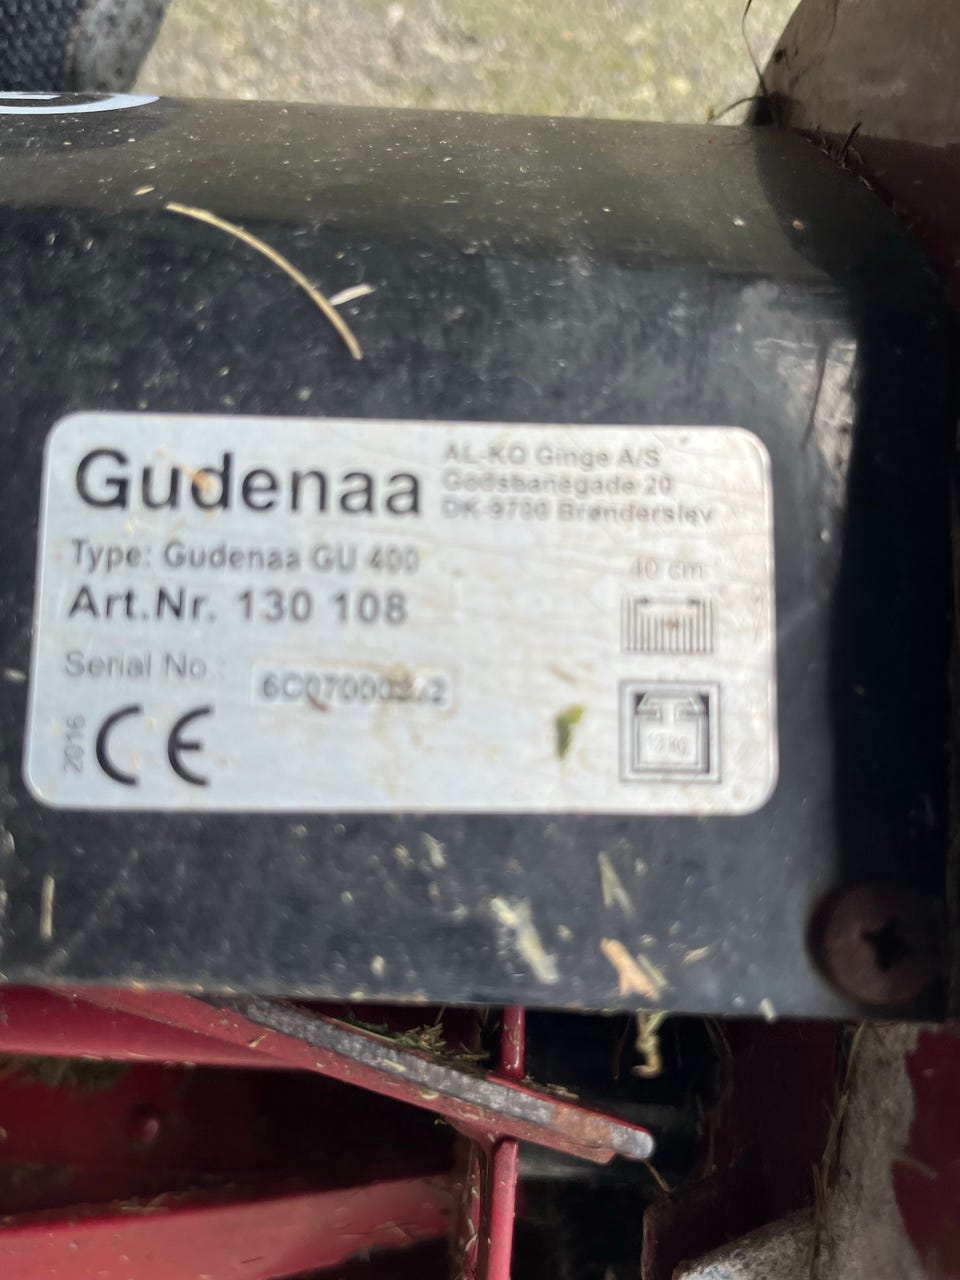 Gudenaa
AL-KO Ginge A/S
Godsbanegade 20
DK-9700 Brønderslev
Type: Gudenaa GU 400
Art.Nr. 130 108
40 cm
Serial No
2016
CE
13 kg